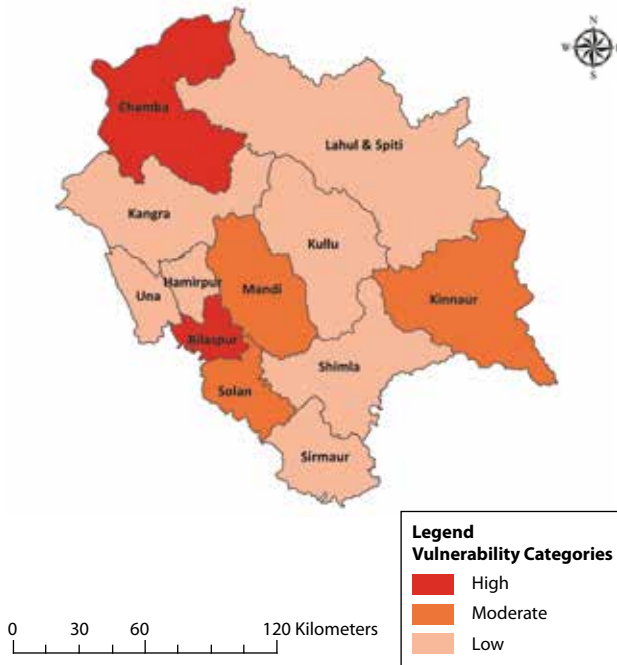 N
W
S
Chamba
Lahul & Spiti
Kangra
Kullu
Hamirpur
Una
Mandi
Kinnaur
Bilaspur
Shimla
Solan
Sirmaur
Legend
Vulnerability Categories
High
Moderate
Low
0 30 60 120 Kilometers